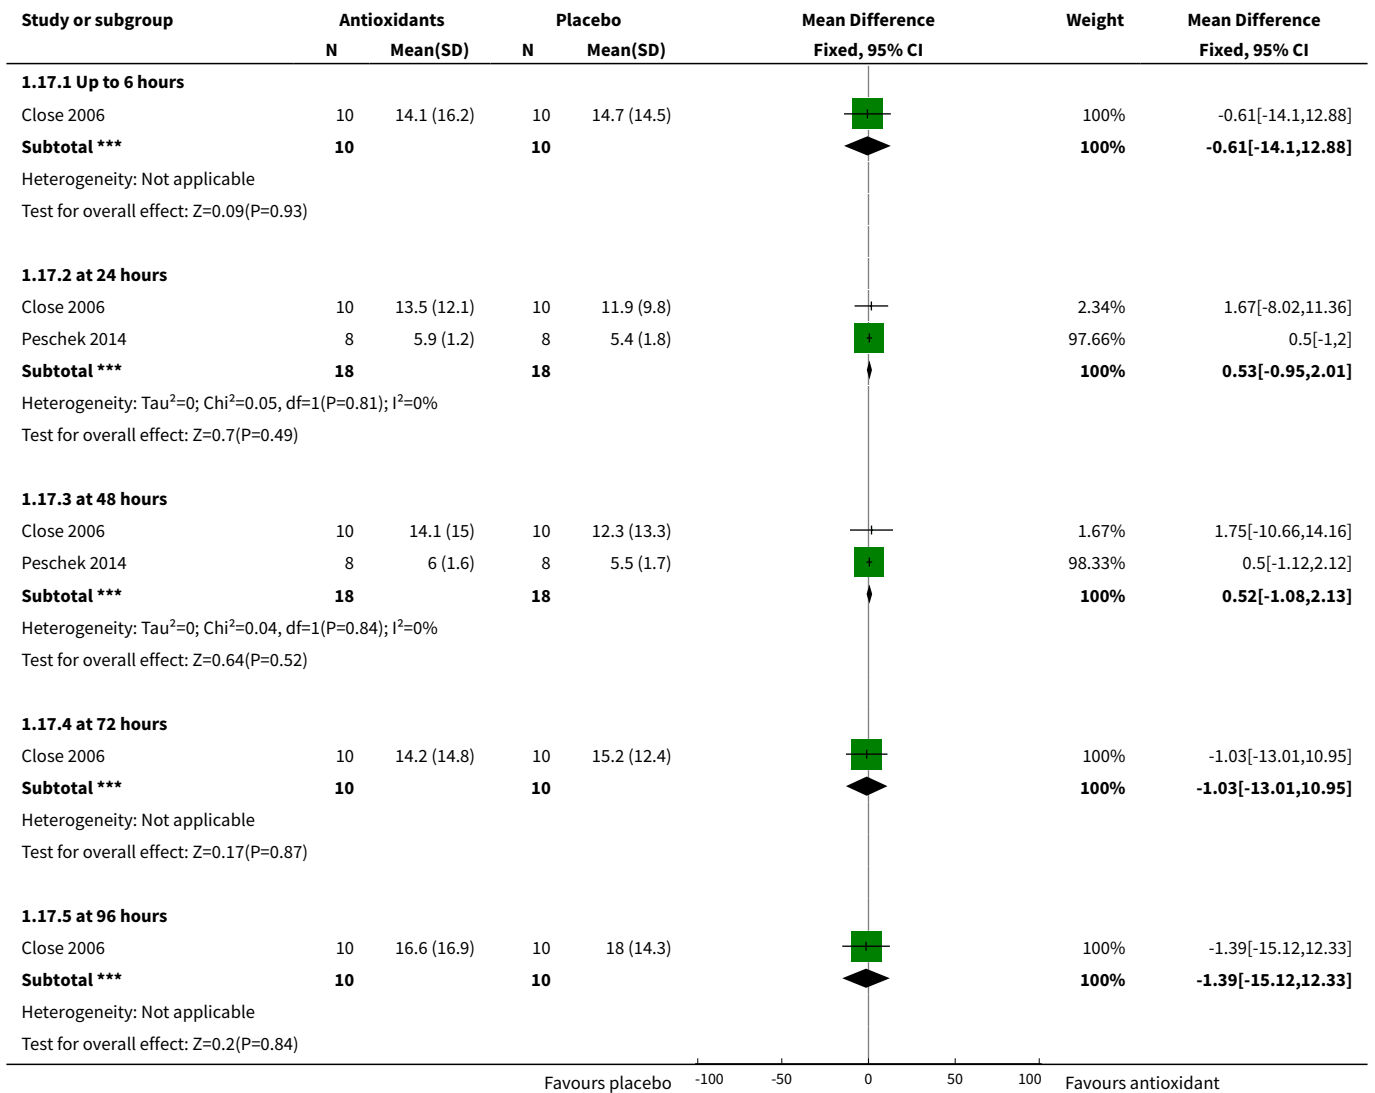 Study or subgroup Antioxidants Placebo Mean Difference Weight Mean Difference
N Mean(SD) N Mean(SD) Fixed, 95% CI Fixed, 95% CI
1.17.1 Up to 6 hours
Close 2006 10 14.1 (16.2) 10 14.7 (14.5) 100% -0.61[-14.1,12.88]
Subtotal *** 10 10 100% -0.61[-14.1,12.88]
Heterogeneity: Not applicable
Test for overall effect: Z=0.09(P=0.93)
1.17.2 at 24 hours
Close 2006 10 13.5 (12.1) 10 11.9 (9.8) 2.34% 1.67[-8.02,11.36]
Peschek 2014 8 5.9 (1.2) 8 5.4 (1.8) 97.66% 0.5[-1,2]
Subtotal *** 18 18 100% 0.53[-0.95,2.01]
Heterogeneity: Tau²=0; Chi²=0.05, df=1(P=0.81); I²=0%
Test for overall effect: Z=0.7(P=0.49)
1.17.3 at 48 hours
Close 2006 10 14.1 (15) 10 12.3 (13.3) 1.67% 1.75[-10.66,14.16]
Peschek 2014 8 6 (1.6) 8 5.5 (1.7) 98.33% 0.5[-1.12,2.12]
Subtotal *** 18 18 100% 0.52[-1.08,2.13]
Heterogeneity: Tau²=0; Chi²=0.04, df=1(P=0.84); I²=0%
Test for overall effect: Z=0.64(P=0.52)
1.17.4 at 72 hours
Close 2006 10 14.2 (14.8) 10 15.2 (12.4) 100% -1.03[-13.01,10.95]
Subtotal *** 10 10 100% -1.03[-13.01,10.95]
Heterogeneity: Not applicable
Test for overall effect: Z=0.17(P=0.87)
1.17.5 at 96 hours
Close 2006 10 16.6 (16.9) 10 18 (14.3) 100% -1.39[-15.12,12.33]
Subtotal *** 10 10 100% -1.39[-15.12,12.33]
Heterogeneity: Not applicable
Test for overall effect: Z=0.2(P=0.84)
Favours placebo -100 -50 0 50 100 Favours antioxidant